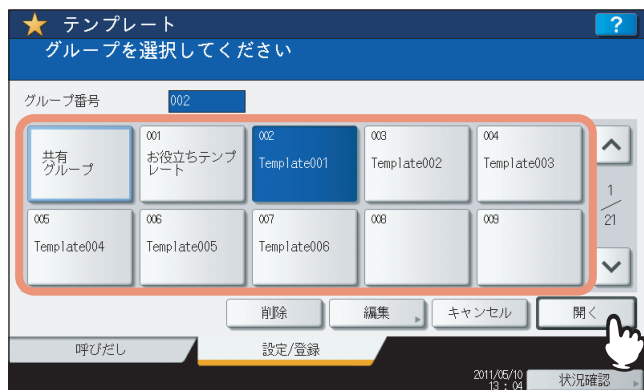 テンプレート
?
グループを選択してください
グループ番号 002
共有
グループ
001
お役立ちテンプ
レート
002
Template001
003
Template002
004
Template003
1
21
005
Template004
006
Template005
007
Template006
008
009
削除 編集 キャンセル 開く
呼びだし 設定/登録
2011/05/10
13 : 04
状況確認